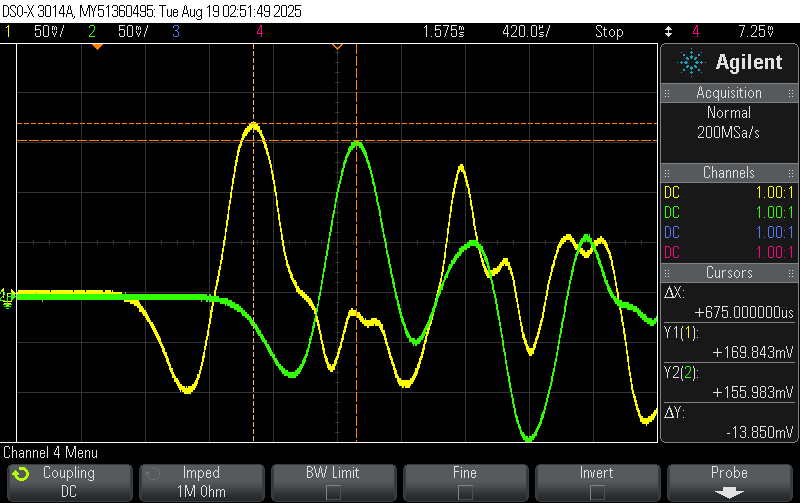 DSO-X 3014A, MY51360495: Tue Aug 19 02:51:49 2025
1 50mV/ 2 50mV/ 3 4 1.575ms 420.0us/ Stop 4 7.25V
Agilent
Acquisition
Normal
200MSa/s
Channels
DC 1.00:1
DC 1.00:1
DC 1.00:1
DC 1.00:1
Cursors
ΔX:
+675.000000us
Y1(1):
+169.843mV
Y2(2):
+155.983mV
ΔY:
-13.850mV
Channel 4 Menu
Coupling
DC
Imped
1M Ohm
BW Limit
Fine
Invert
Probe